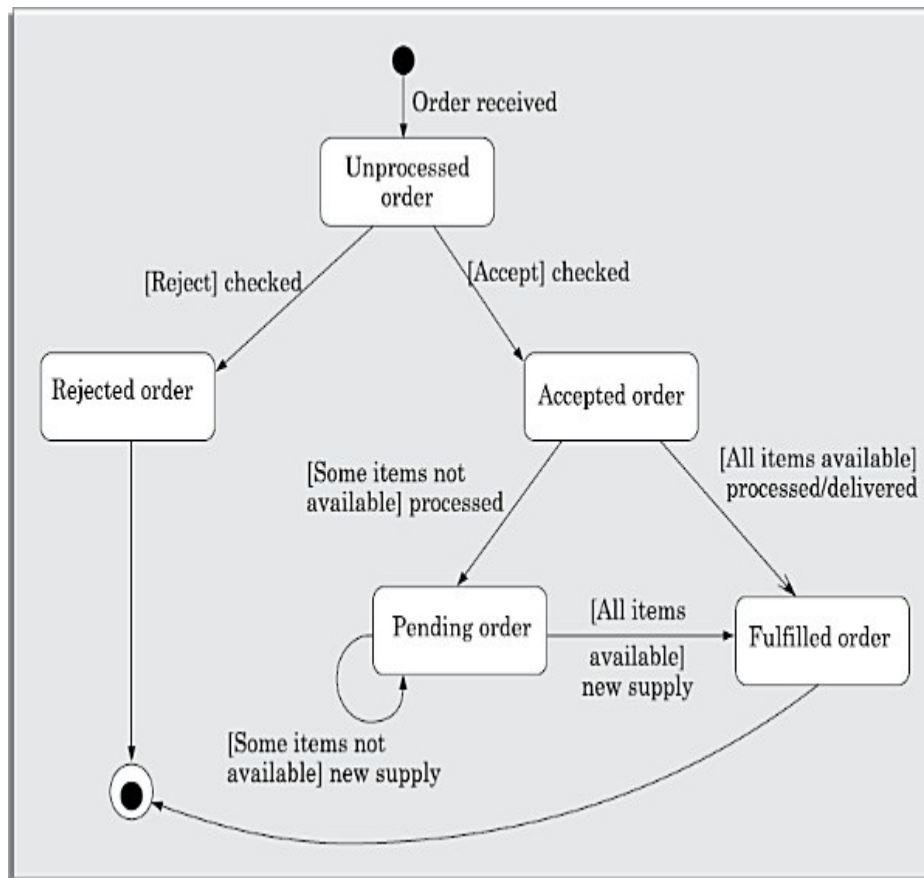 Order received
Unprocessed
order
[Reject] checked
[Accept] checked
Rejected order
Accepted order
[Some items not
available] processed
[All items available]
processed/delivered
Pending order
[All items
available]
new supply
Fulfilled order
[Some items not
available] new supply